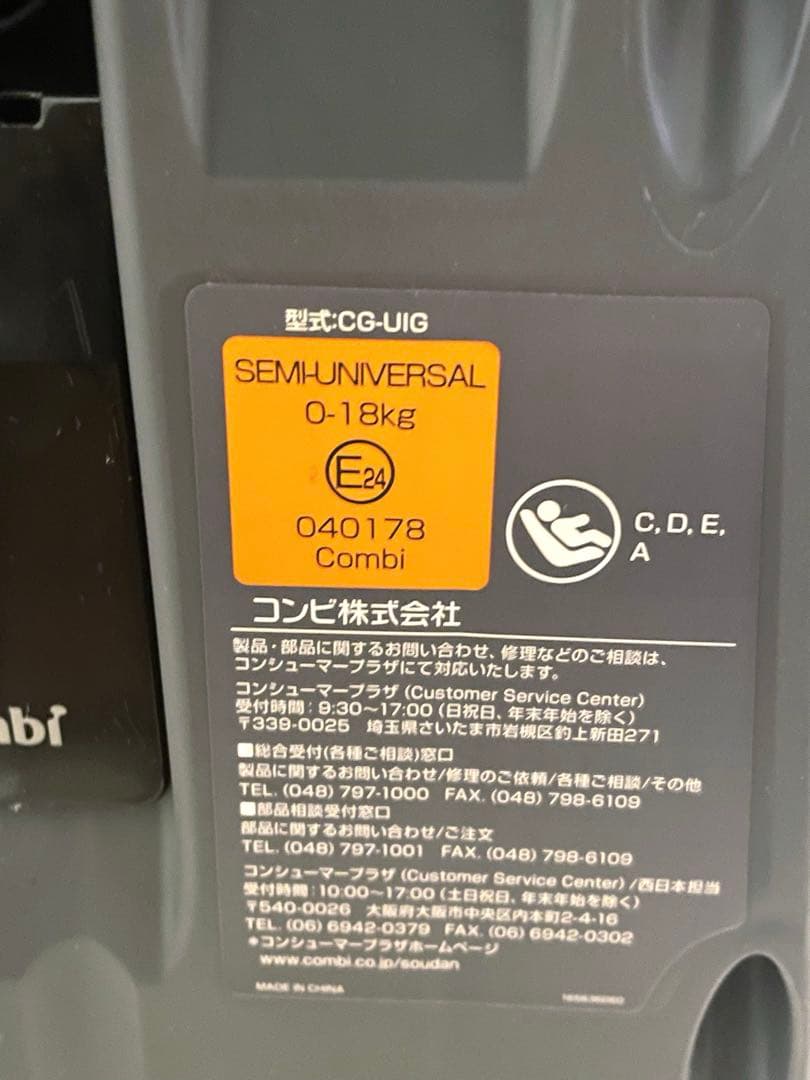 型式:CG-UIG
SEMI-UNIVERSAL
0-18kg
E24
040178
Combi
C, D, E,
A
コンビ株式会社
製品・部品に関するお問い合わせ、修理などのご相談は、
コンシューマープラザにて対応いたします。
コンシューマープラザ (Customer Service Center)
受付時間：9:30～17:00 (日祝日、年末年始を除く)
〒339-0025 埼玉県さいたま市岩槻区釣上新田271
■総合受付(各種ご相談)窓口
製品に関するお問い合わせ/修理のご依頼/各種ご相談/その他
TEL. (048) 797-1000 FAX. (048) 798-6109
■部品相談受付窓口
部品に関するお問い合わせ/ご注文
TEL. (048) 797-1001 FAX. (048) 798-6109
コンシューマープラザ (Customer Service Center) /西日本担当
受付時間：10:00～17:00 (土日祝日、年末年始を除く)
〒540-0026 大阪府大阪市中央区内本町2-4-16
TEL. (06) 6942-0379 FAX. (06) 6942-0302
＊コンシューマープラザホームページ
www.combi.co.jp/soudan
MADE IN CHINA
mbi